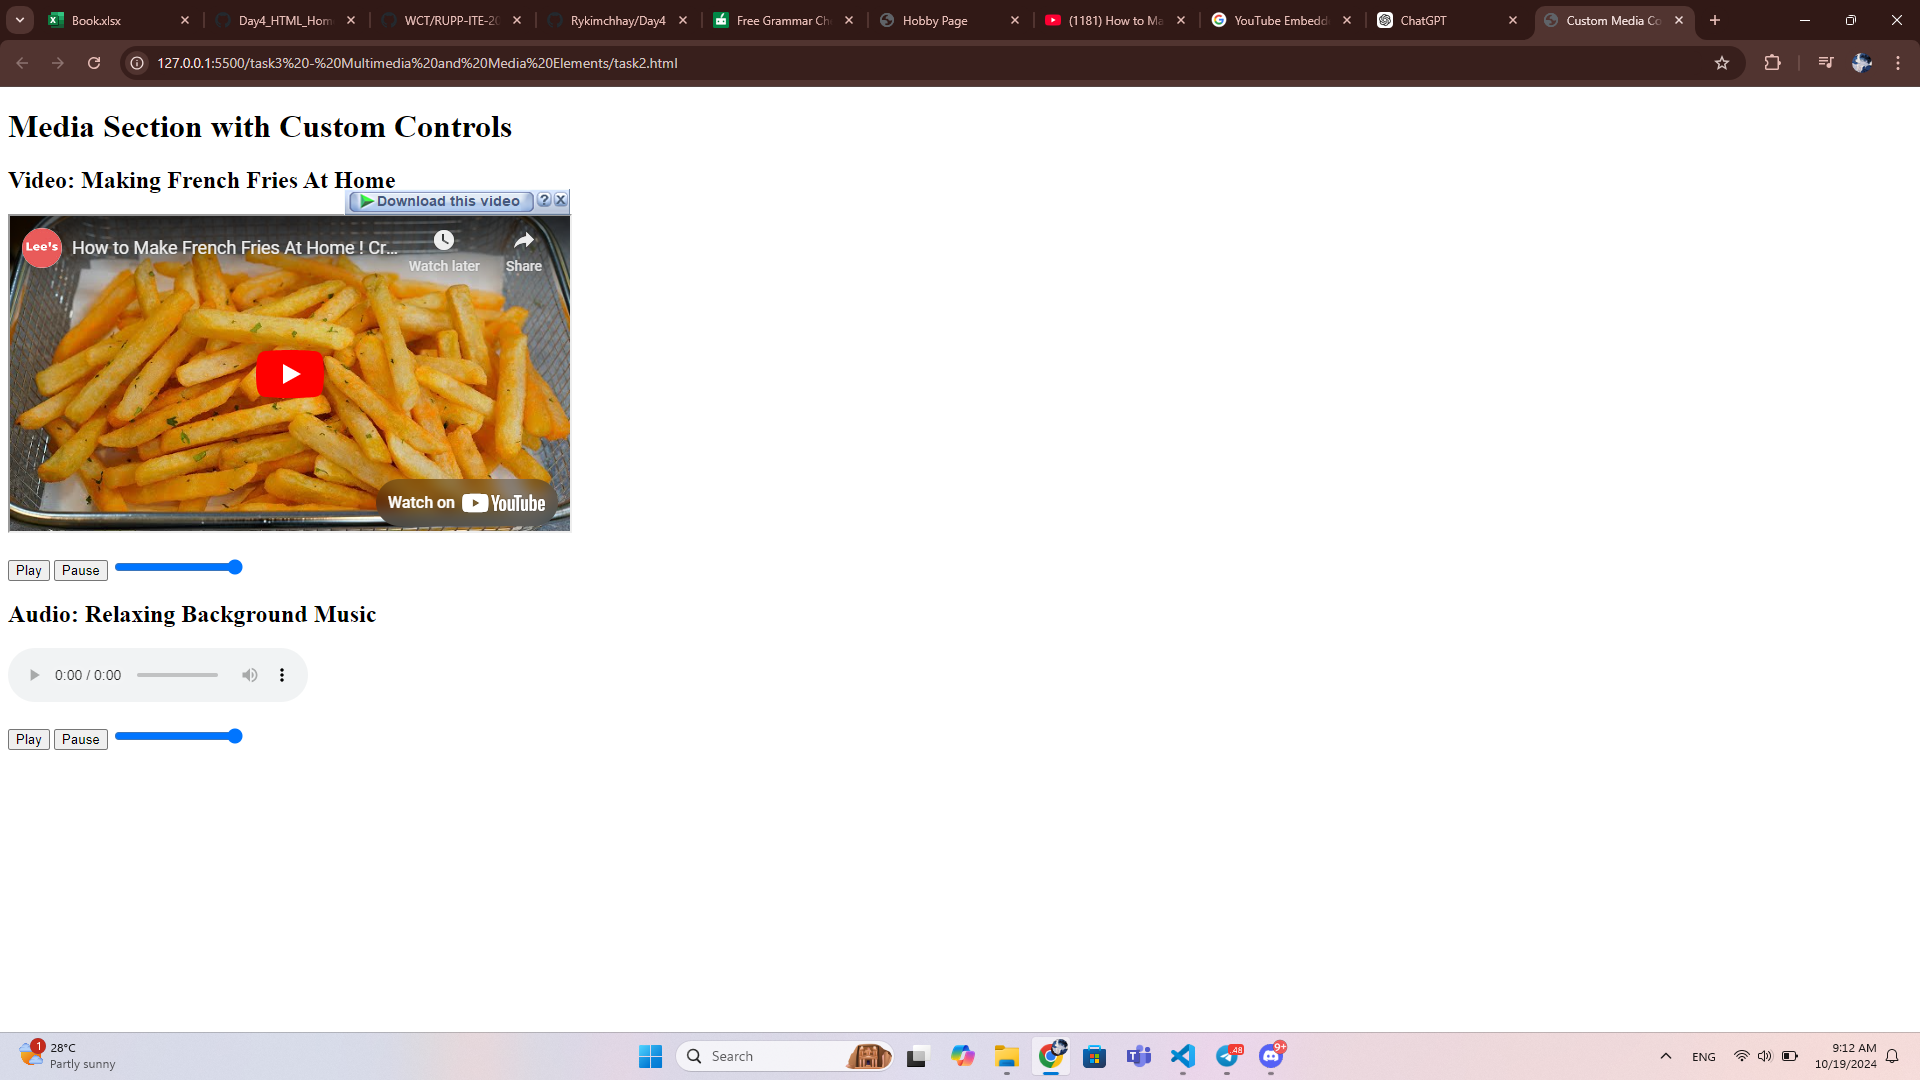 Book.xlsx
Day4_HTML_Hom
WCT/RUPP-ITE-20
Rykimchhay/Day4
Free Grammar Che
Hobby Page
(1181) How to Ma
YouTube Embedde
ChatGPT
Custom Media Co
127.0.0.1:5500/task3%20-%20Multimedia%20and%20Media%20Elements/task2.html
Media Section with Custom Controls
Video: Making French Fries At Home
Download this video ? X
Lee's
How to Make French Fries At Home ! Cr...
Watch later
Share
Watch on YouTube
Play Pause
Audio: Relaxing Background Music
0:00 / 0:00
Play Pause
1
28°C
Partly sunny
Search
48
9+
ENG
9:12 AM
10/19/2024